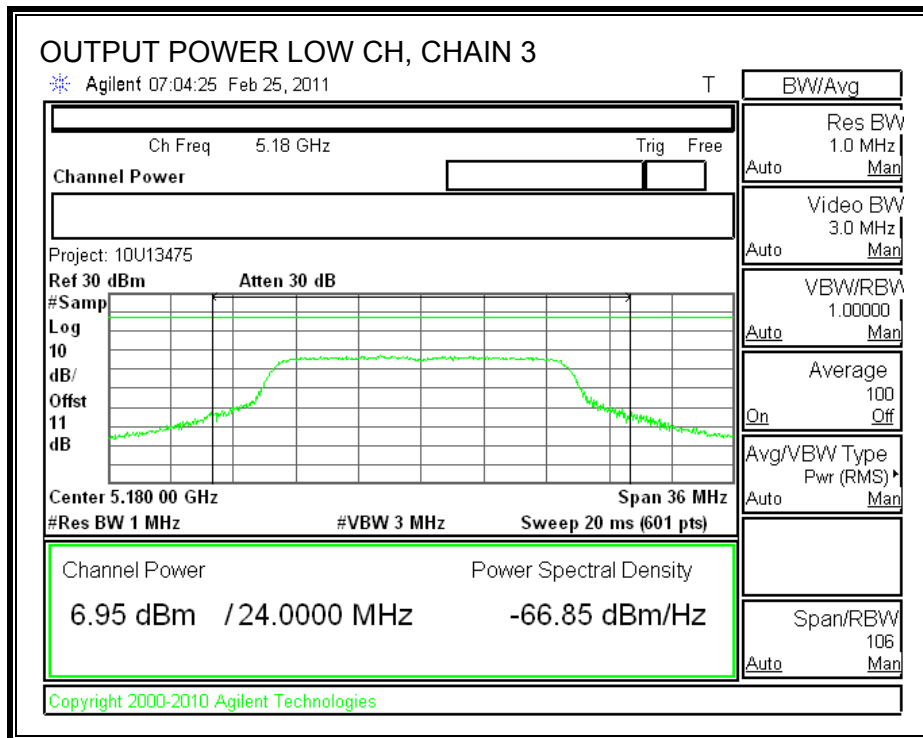 OUTPUT POWER LOW CH, CHAIN 3
Agilent 07:04:25 Feb 25, 2011 T
BW/Avg
Ch Freq 5.18 GHz Trig Free
Channel Power
Project: 10U13475
Ref 30 dBm Atten 30 dB
#Samp
Log
10
dB/
Offst
11
dB
Center 5.180 00 GHz Span 36 MHz
#Res BW 1 MHz #VBW 3 MHz Sweep 20 ms (601 pts)
Channel Power Power Spectral Density
6.95 dBm / 24.0000 MHz -66.85 dBm/Hz
Res BW
1.0 MHz
Auto Man
Video BW
3.0 MHz
Auto Man
VBW/RBW
1.00000
Auto Man
Average
100
On Off
Avg/VBW Type
Pwr (RMS)
Auto Man
Span/RBW
106
Auto Man
Copyright 2000-2010 Agilent Technologies